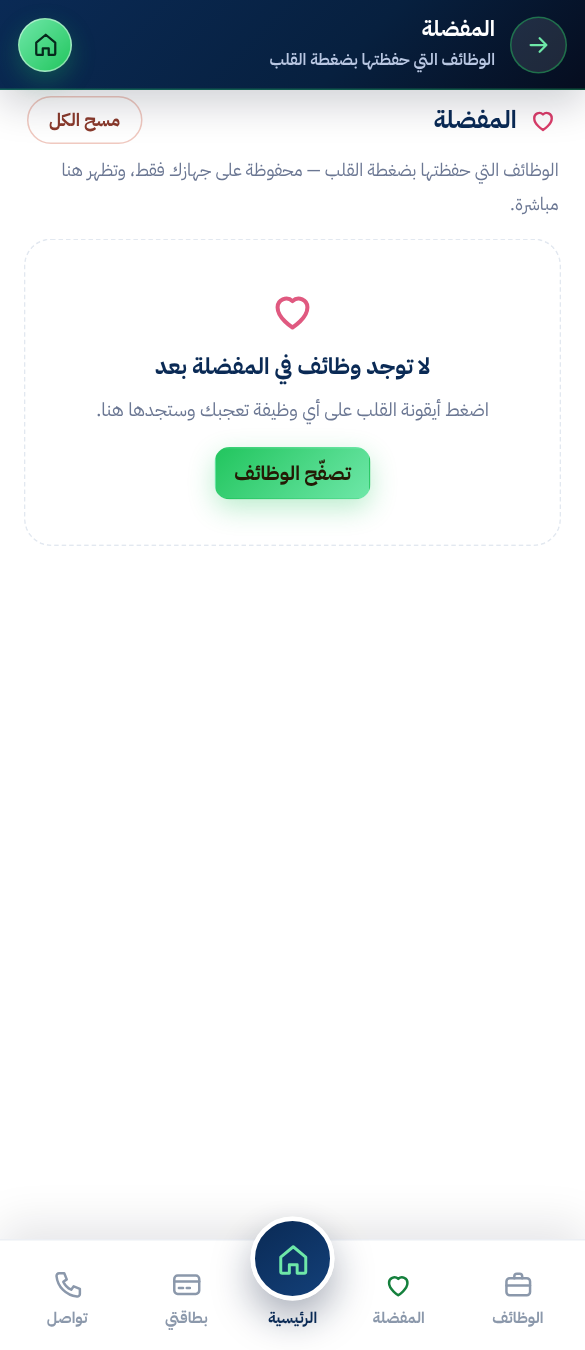 المفضلة
الوظائف التي حفظتها بضغطة القلب
المفضلة
مسح الكل
الوظائف التي حفظتها بضغطة القلب — محفوظة على جهازك فقط، وتظهر هنا
مباشرة.
لا توجد وظائف في المفضلة بعد
اضغط أيقونة القلب على أي وظيفة تعجبك وستجدها هنا.
تصفّح الوظائف
الوظائف
المفضلة
الرئيسية
بطاقتي
تواصل